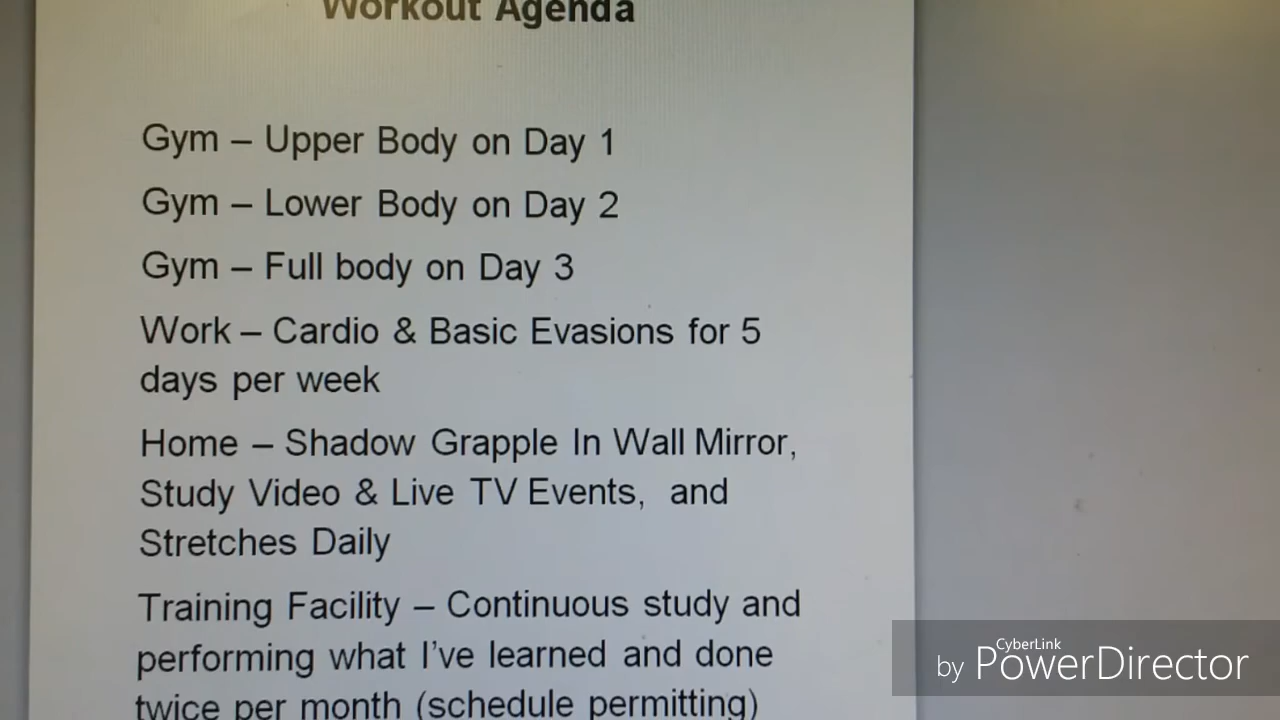 Workout Agenda
Gym – Upper Body on Day 1
Gym – Lower Body on Day 2
Gym – Full body on Day 3
Work – Cardio & Basic Evasions for 5
days per week
Home – Shadow Grapple In Wall Mirror,
Study Video & Live TV Events, and
Stretches Daily
Training Facility – Continuous study and
performing what I've learned and done
twice per month (schedule permitting)
by CyberLink PowerDirector